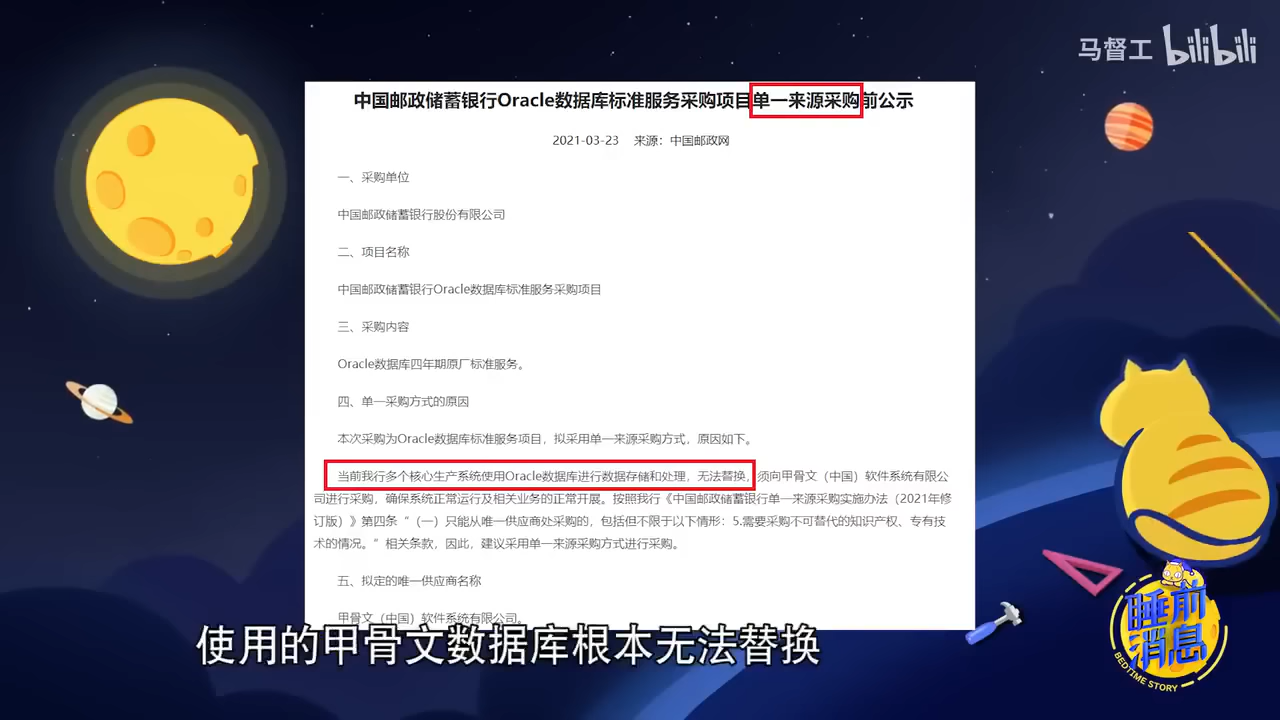 马督工 bilibili
中国邮政储蓄银行Oracle数据库标准服务采购项目单一来源采购前公示
2021-03-23 来源：中国邮政网
一、采购单位
中国邮政储蓄银行股份有限公司
二、项目名称
中国邮政储蓄银行Oracle数据库标准服务采购项目
三、采购内容
Oracle数据库四年期原厂标准服务。
四、单一采购方式的原因
本次采购为Oracle数据库标准服务项目，拟采用单一来源采购方式，原因如下。
当前我行多个核心生产系统使用Oracle数据库进行数据存储和处理，无法替换，须向甲骨文（中国）软件系统有限公
司进行采购，确保系统正常运行及相关业务的正常开展。按照我行《中国邮政储蓄银行单一来源采购实施办法（2021年修
订版）》第四条“（一）只能从唯一供应商处采购的，包括但不限于以下情形：5.需要采购不可替代的知识产权、专有技
术的情况。”相关条款，因此，建议采用单一来源采购方式进行采购。
五、拟定的唯一供应商名称
甲骨文（中国）软件系统有限公司。
使用的甲骨文数据库根本无法替换
睡前
消息
BEDTIME STORY